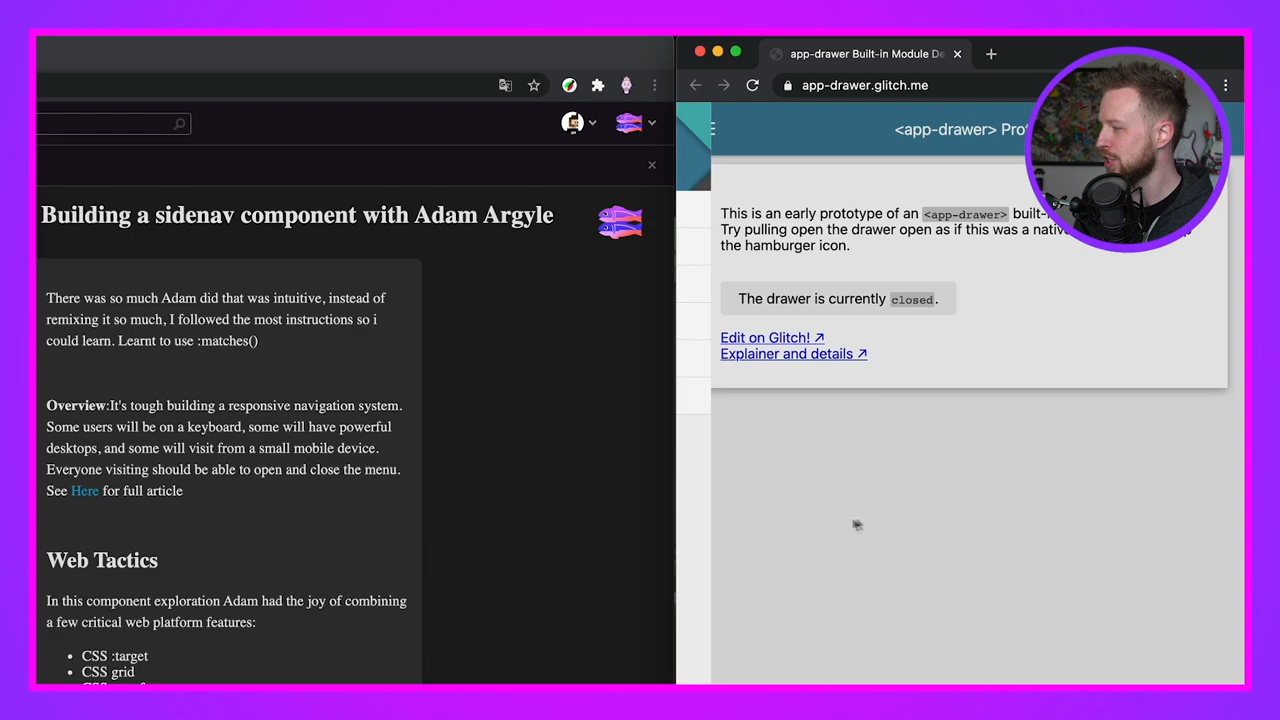 Building a sidenav component with Adam Argyle
There was so much Adam did that was intuitive, instead of
remixing it so much, I followed the most instructions so i
could learn. Learnt to use :matches()
Overview:It's tough building a responsive navigation system.
Some users will be on a keyboard, some will have powerful
desktops, and some will visit from a small mobile device.
Everyone visiting should be able to open and close the menu.
See Here for full article
Web Tactics
In this component exploration Adam had the joy of combining
a few critical web platform features:
CSS :target
CSS grid
app-drawer Built-in Module De
app-drawer.glitch.me
<app-drawer>
This is an early prototype of an <app-drawer>
Try pulling open the drawer open as if this was a
the hamburger icon.
The drawer is currently closed.
Edit on Glitch! ↗
Explainer and details ↗